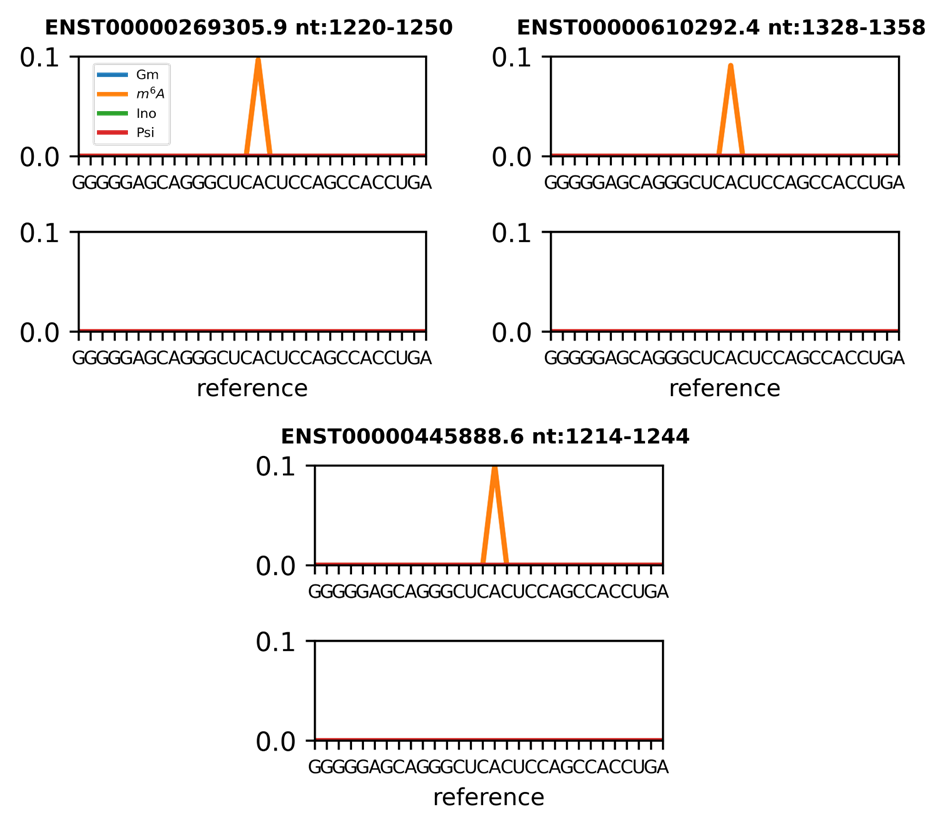 ENST00000269305.9 nt:1220-1250
0.1
Gm
m⁶A
Ino
Psi
0.0
GGGGGAGCAGGGCUCACUCCAGCCACCUGA
0.1
0.0
GGGGGAGCAGGGCUCACUCCAGCCACCUGA
reference
ENST00000610292.4 nt:1328-1358
0.1
0.0
GGGGGAGCAGGGCUCACUCCAGCCACCUGA
0.1
0.0
GGGGGAGCAGGGCUCACUCCAGCCACCUGA
reference
ENST00000445888.6 nt:1214-1244
0.1
0.0
GGGGGAGCAGGGCUCACUCCAGCCACCUGA
0.1
0.0
GGGGGAGCAGGGCUCACUCCAGCCACCUGA
reference